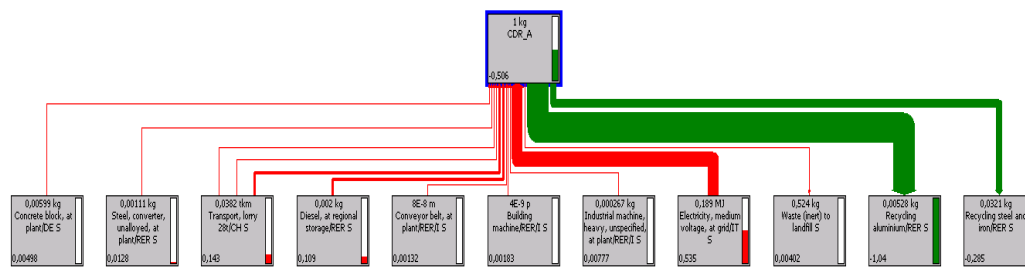 1 kg
CDR_A
-0,506
0,00599 kg
Concrete block, at
plant/DE S
0,00498
0,00111 kg
Steel, converter,
unalloyed, at
plant/RER S
0,0128
0,0382 tkm
Transport, lorry
28t/CH S
0,143
0,002 kg
Diesel, at regional
storage/RER S
0,109
8E-8 m
Conveyor belt, at
plant/RER/I S
0,00132
4E-9 p
Building
machine/RER/I S
0,00183
0,000267 kg
Industrial machine,
heavy, unspecified,
at plant/RER/I S
0,00777
0,189 MJ
Electricity, medium
voltage, at grid/IT
S
0,535
0,524 kg
Waste (inert) to
landfill S
0,00402
0,00528 kg
Recycling
aluminium/RER S
-1,04
0,0321 kg
Recycling steel and
iron/RER S
-0,285